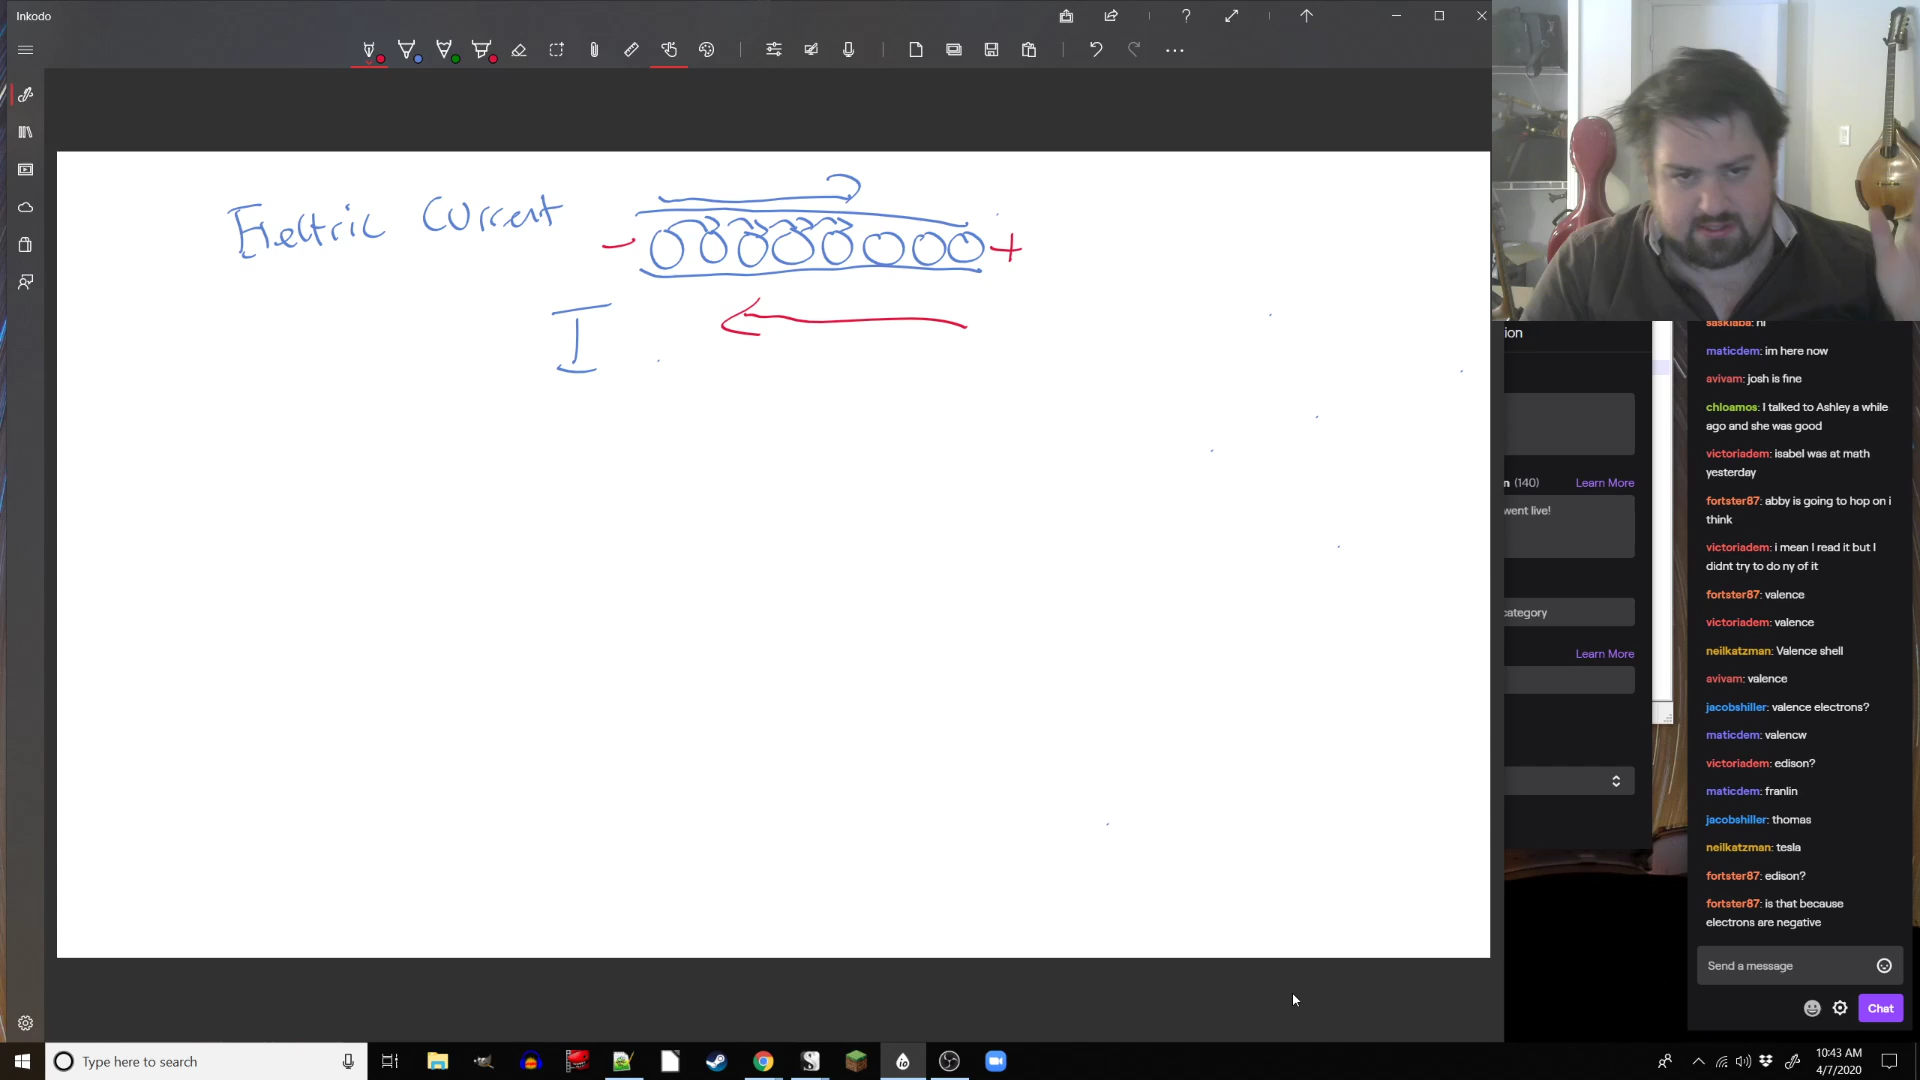 Inkodo
Electric Current
-
+
I
ion
saskiaba: hi
maticdem: im here now
avivam: josh is fine
chloamos: I talked to Ashley a while
ago and she was good
victoriadem: isabel was at math
yesterday
fortster87: abby is going to hop on i
think
victoriadem: i mean I read it but I
didnt try to do ny of it
fortster87: valence
victoriadem: valence
neilkatzman: Valence shell
avivam: valence
jacobshiller: valence electrons?
maticdem: valencw
victoriadem: edison?
maticdem: franlin
jacobshiller: thomas
neilkatzman: tesla
fortster87: edison?
fortster87: is that because
electrons are negative
n (140) Learn More
went live!
category
Learn More
Send a message
Chat
Type here to search
10:43 AM
4/7/2020